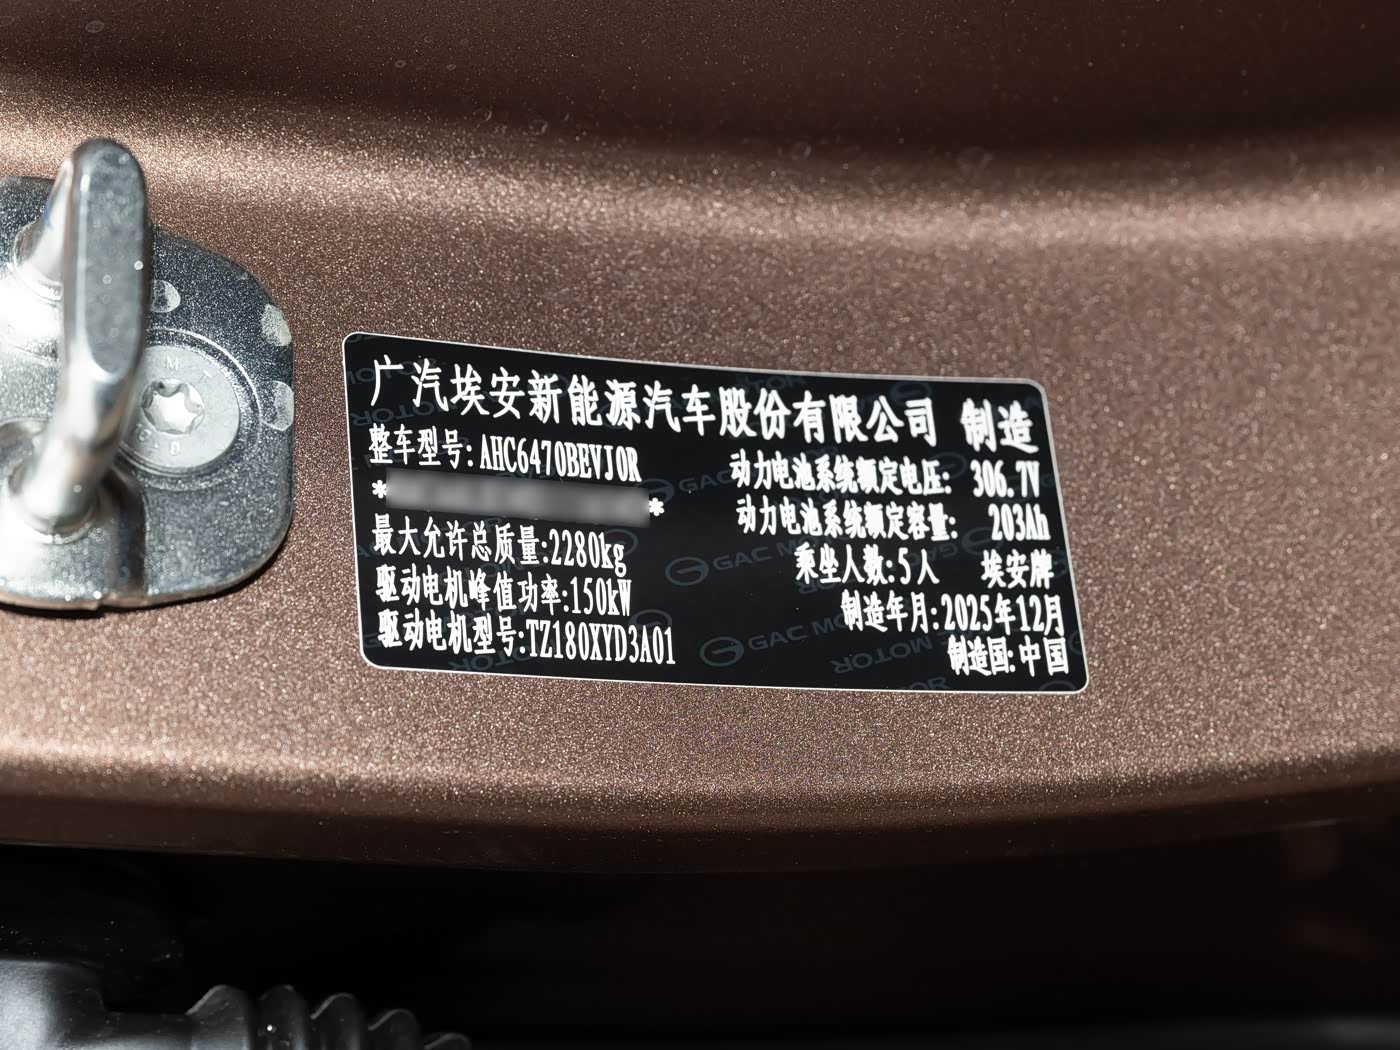 广汽埃安新能源汽车股份有限公司 制造
整车型号:AHC6470BEVJ0R
动力电池系统额定电压: 306.7V
* *
动力电池系统额定容量: 203Ah
最大允许总质量:2280kg
乘坐人数:5人 埃安牌
驱动电机峰值功率:150kW
制造年月:2025年12月
驱动电机型号:TZ180XYD3A01
制造国:中国
GAC MOTOR